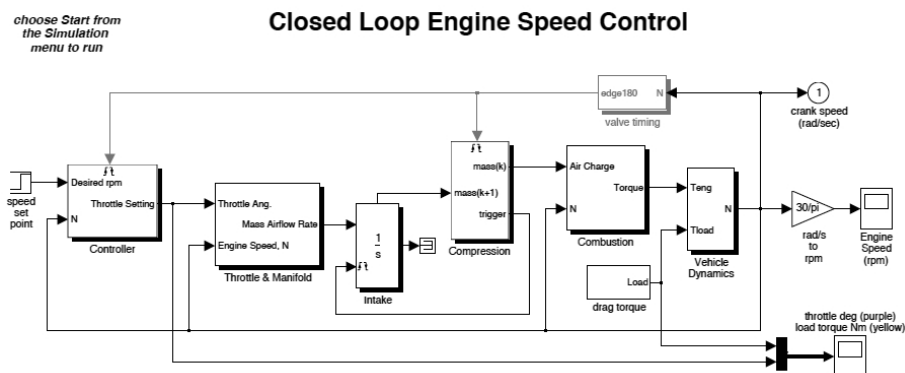 choose Start from
the Simulation
menu to run
Closed Loop Engine Speed Control
edge180 N
valve timing
1
crank speed
(rad/sec)
Desired rpm
Throttle Setting
N
Controller
speed
set
point
Throttle Ang.
Mass Airflow Rate
Engine Speed, N
Throttle & Manifold
1
s
Intake
mass(k)
mass(k+1)
trigger
Compression
Air Charge
Torque
N
Combustion
Teng
N
Tload
Vehicle
Dynamics
30/pi
rad/s
to
rpm
Engine
Speed
(rpm)
Load
drag torque
throttle deg (purple)
load torque Nm (yellow)